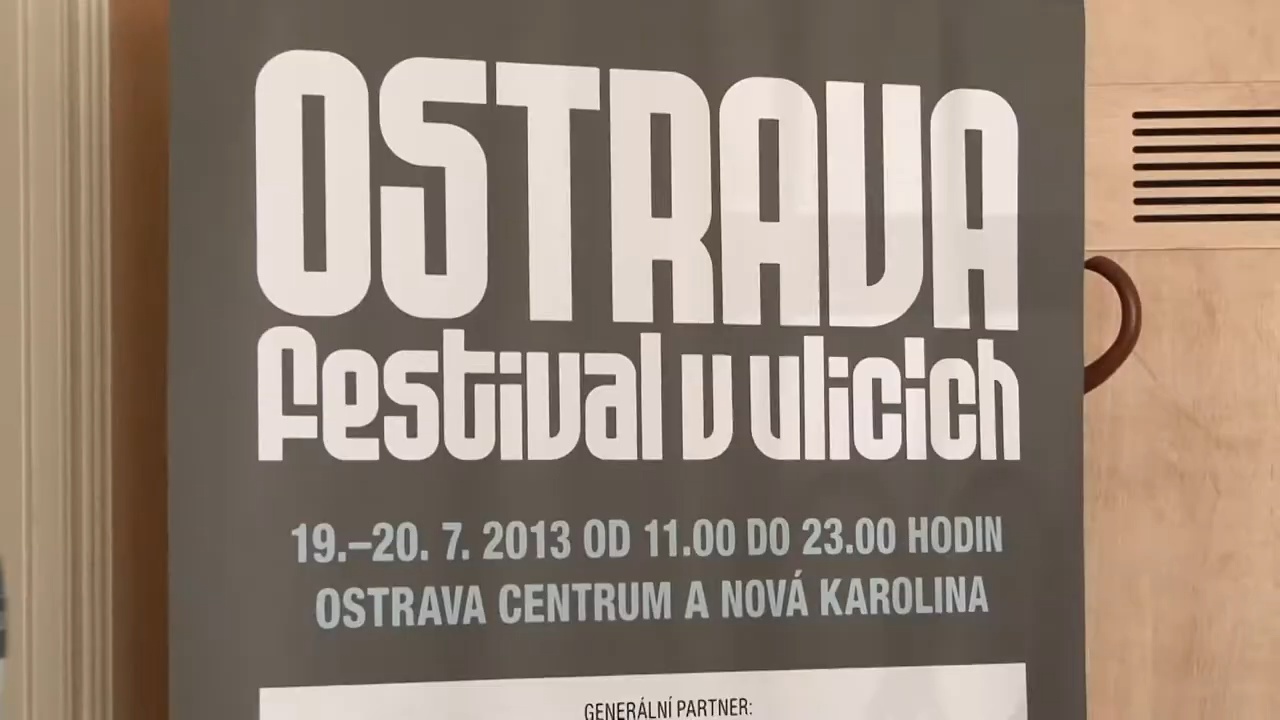 OSTRAVA
festival v ulicích
19.–20. 7. 2013 OD 11.00 DO 23.00 HODIN
OSTRAVA CENTRUM A NOVÁ KAROLINA
GENERÁLNÍ PARTNER: